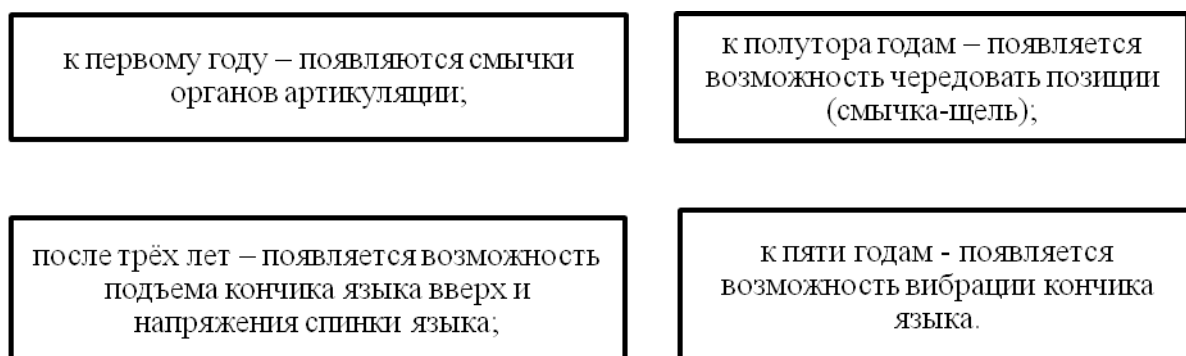 к первому году – появляются смычки
органов артикуляции;
к полутора годам – появляется
возможность чередовать позиции
(смычка-щель);
после трёх лет – появляется возможность
подъема кончика языка вверх и
напряжения спинки языка;
к пяти годам - появляется
возможность вибрации кончика
языка.